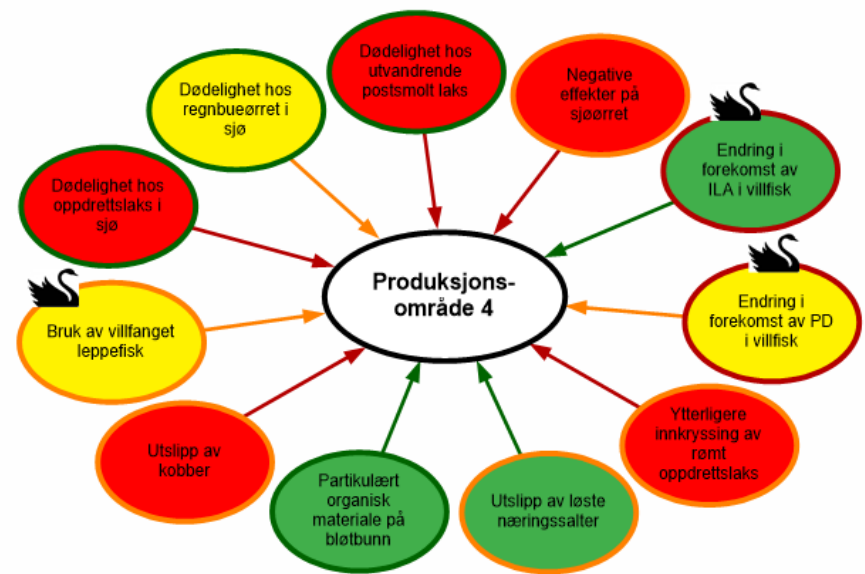 Dødelighet hos
utvandrende
postsmolt laks
Negative
effekter på
sjøørret
Dødelighet hos
regnbueørret i
sjø
Endring i
forekomst av
ILA i villfisk
Dødelighet hos
oppdrettslaks i
sjø
Produksjons-
område 4
Endring i
forekomst av PD
i villfisk
Bruk av villfanget
leppefisk
Ytterligere
innkryssing av
rømt
oppdrettslaks
Utslipp av
kobber
Partikulært
organisk
materiale på
bløtbunn
Utslipp av løste
næringssalter